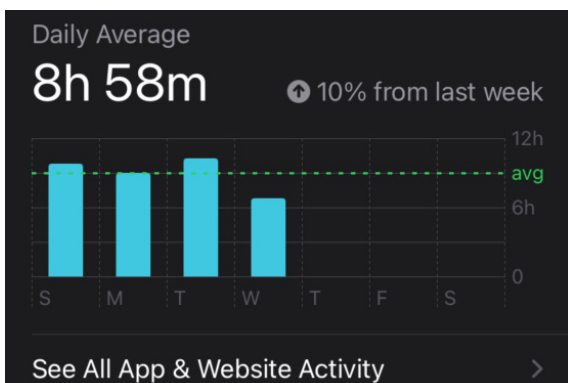 Daily Average
8h 58m
10% from last week
12h
avg
6h
0
S M T W T F S
See All App & Website Activity